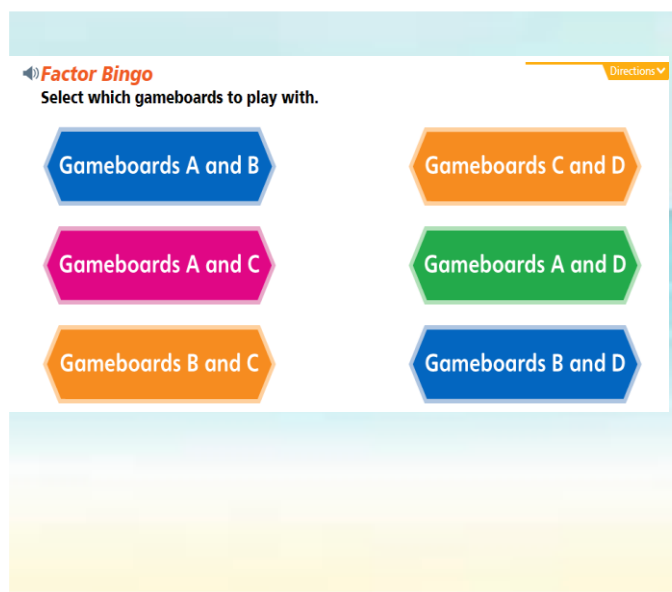 Factor Bingo
Directions
Select which gameboards to play with.
Gameboards A and B
Gameboards C and D
Gameboards A and C
Gameboards A and D
Gameboards B and C
Gameboards B and D